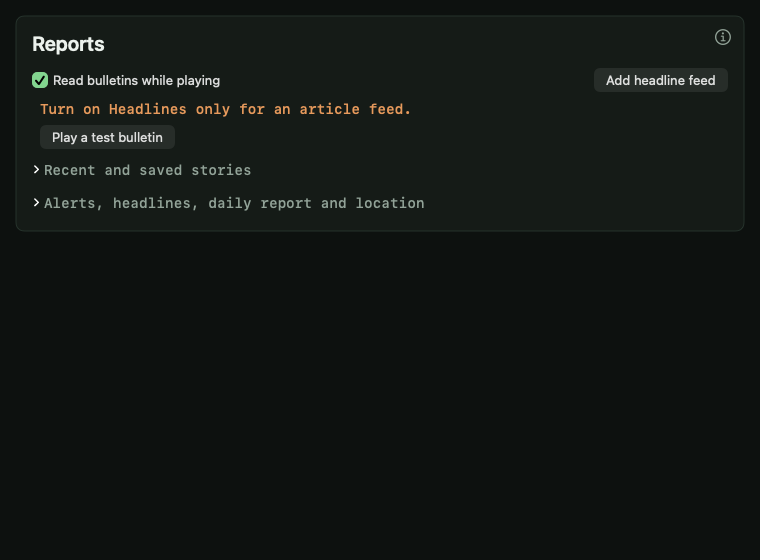 Reports
Read bulletins while playing
Add headline feed
Turn on Headlines only for an article feed.
Play a test bulletin
Recent and saved stories
Alerts, headlines, daily report and location